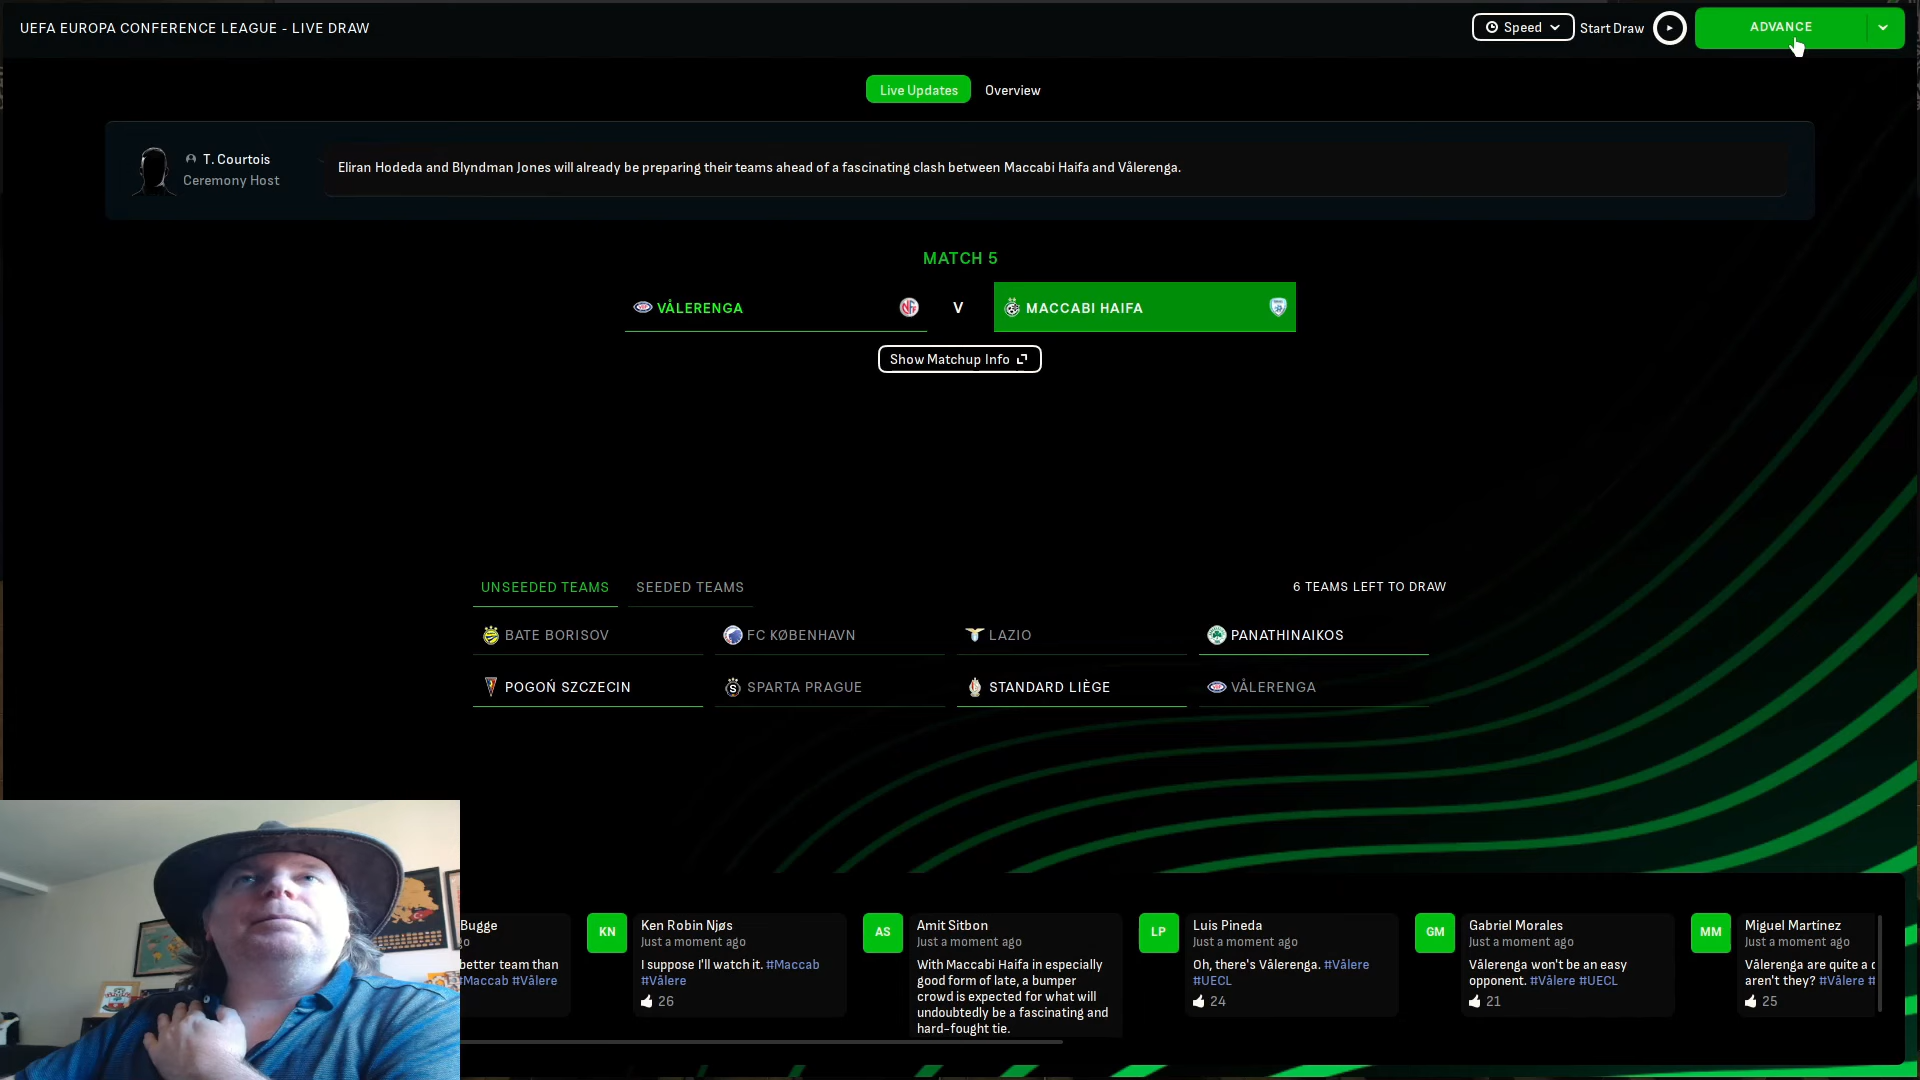 UEFA EUROPA CONFERENCE LEAGUE - LIVE DRAW
Speed
Start Draw
ADVANCE
Live Updates
Overview
T. Courtois
Ceremony Host
Eliran Hodeda and Blyndman Jones will already be preparing their teams ahead of a fascinating clash between Maccabi Haifa and Vålerenga.
MATCH 5
VÅLERENGA
V
MACCABI HAIFA
Show Matchup Info
UNSEEDED TEAMS
SEEDED TEAMS
6 TEAMS LEFT TO DRAW
BATE BORISOV
FC KØBENHAVN
LAZIO
PANATHINAIKOS
POGOŃ SZCZECIN
SPARTA PRAGUE
STANDARD LIÈGE
VÅLERENGA
Bugge
go
better team than
#Maccab #Vålere
KN
Ken Robin Njøs
Just a moment ago
I suppose I'll watch it. #Maccab
#Vålere
26
AS
Amit Sitbon
Just a moment ago
With Maccabi Haifa in especially
good form of late, a bumper
crowd is expected for what will
undoubtedly be a fascinating and
hard-fought tie.
LP
Luis Pineda
Just a moment ago
Oh, there's Vålerenga. #Vålere
#UECL
24
GM
Gabriel Morales
Just a moment ago
Vålerenga won't be an easy
opponent. #Vålere #UECL
21
MM
Miguel Martínez
Just a moment ago
Vålerenga are quite a
aren't they? #Vålere #
25